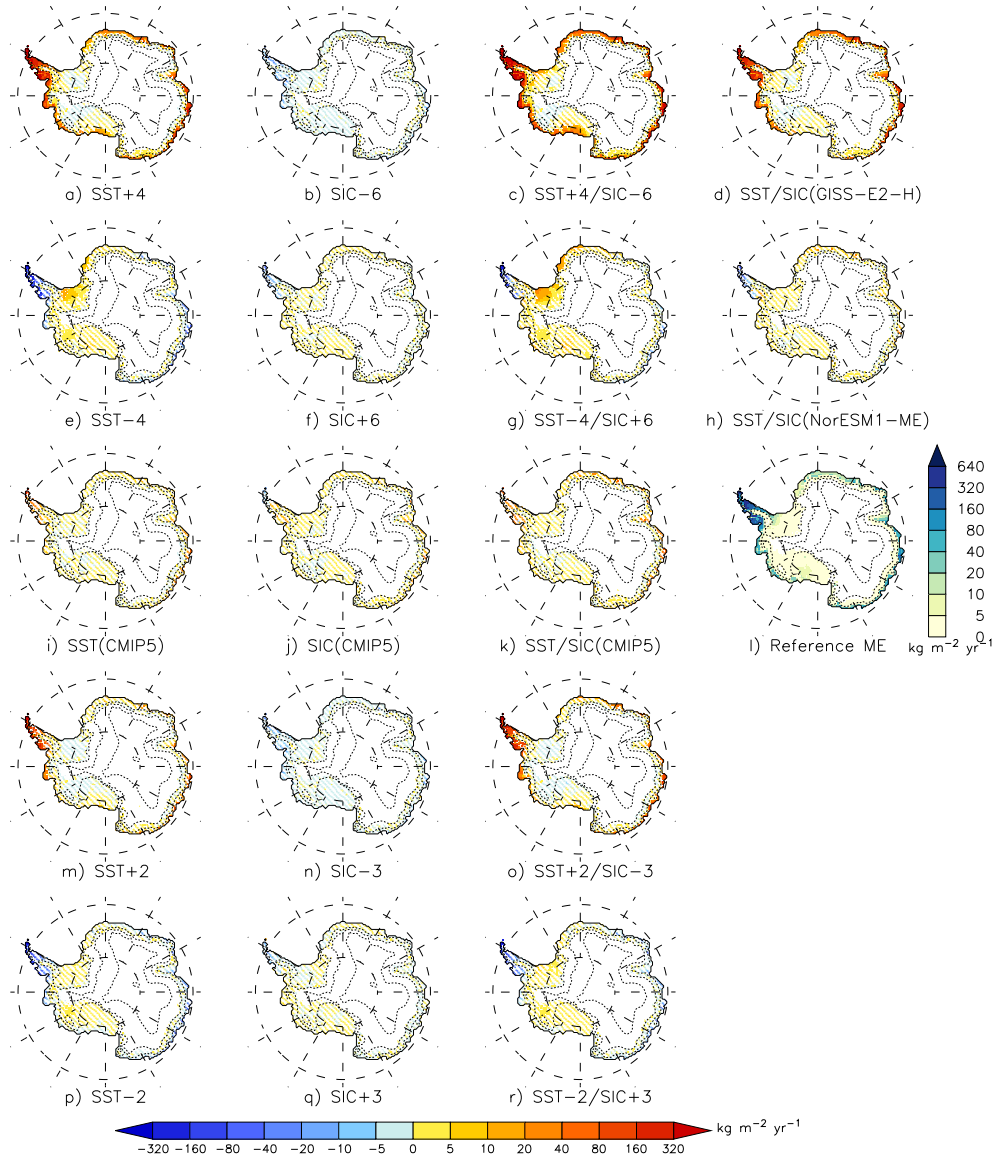 a) SST+4
b) SIC−6
c) SST+4/SIC−6
d) SST/SIC(GISS−E2−H)
e) SST−4
f) SIC+6
g) SST−4/SIC+6
h) SST/SIC(NorESM1−ME)
i) SST(CMIP5)
j) SIC(CMIP5)
k) SST/SIC(CMIP5)
l) Reference ME
640
320
160
80
40
20
10
5
0
kg m−2 yr−1
m) SST+2
n) SIC−3
o) SST+2/SIC−3
p) SST−2
q) SIC+3
r) SST−2/SIC+3
kg m−2 yr−1
−320 −160 −80 −40 −20 −10 −5 0 5 10 20 40 80 160 320